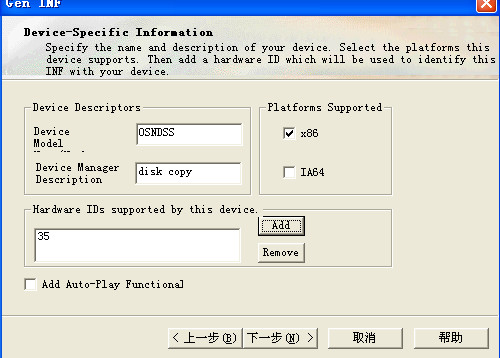 Gen INF
Device-Specific Information
Specify the name and description of your device. Select the platforms this
device supports. Then add a hardware ID which will be used to identify this
INF with your device.
Device Descriptors
Device
Model
OSNDSS
Device Manager
Description
disk copy
Platforms Supported
x86
IA64
Hardware IDs supported by this device.
35
Add
Remove
Add Auto-Play Functional
< 上一步(B)
下一步(N) >
取消
帮助